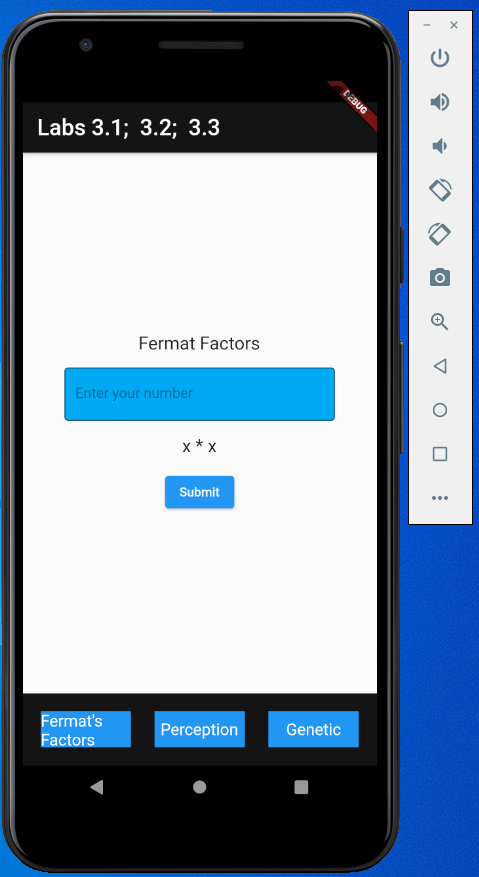 DEBUG
Labs 3.1;  3.2;  3.3
Fermat Factors
Enter your number
x * x
Submit
Fermat's
Factors
Perception
Genetic